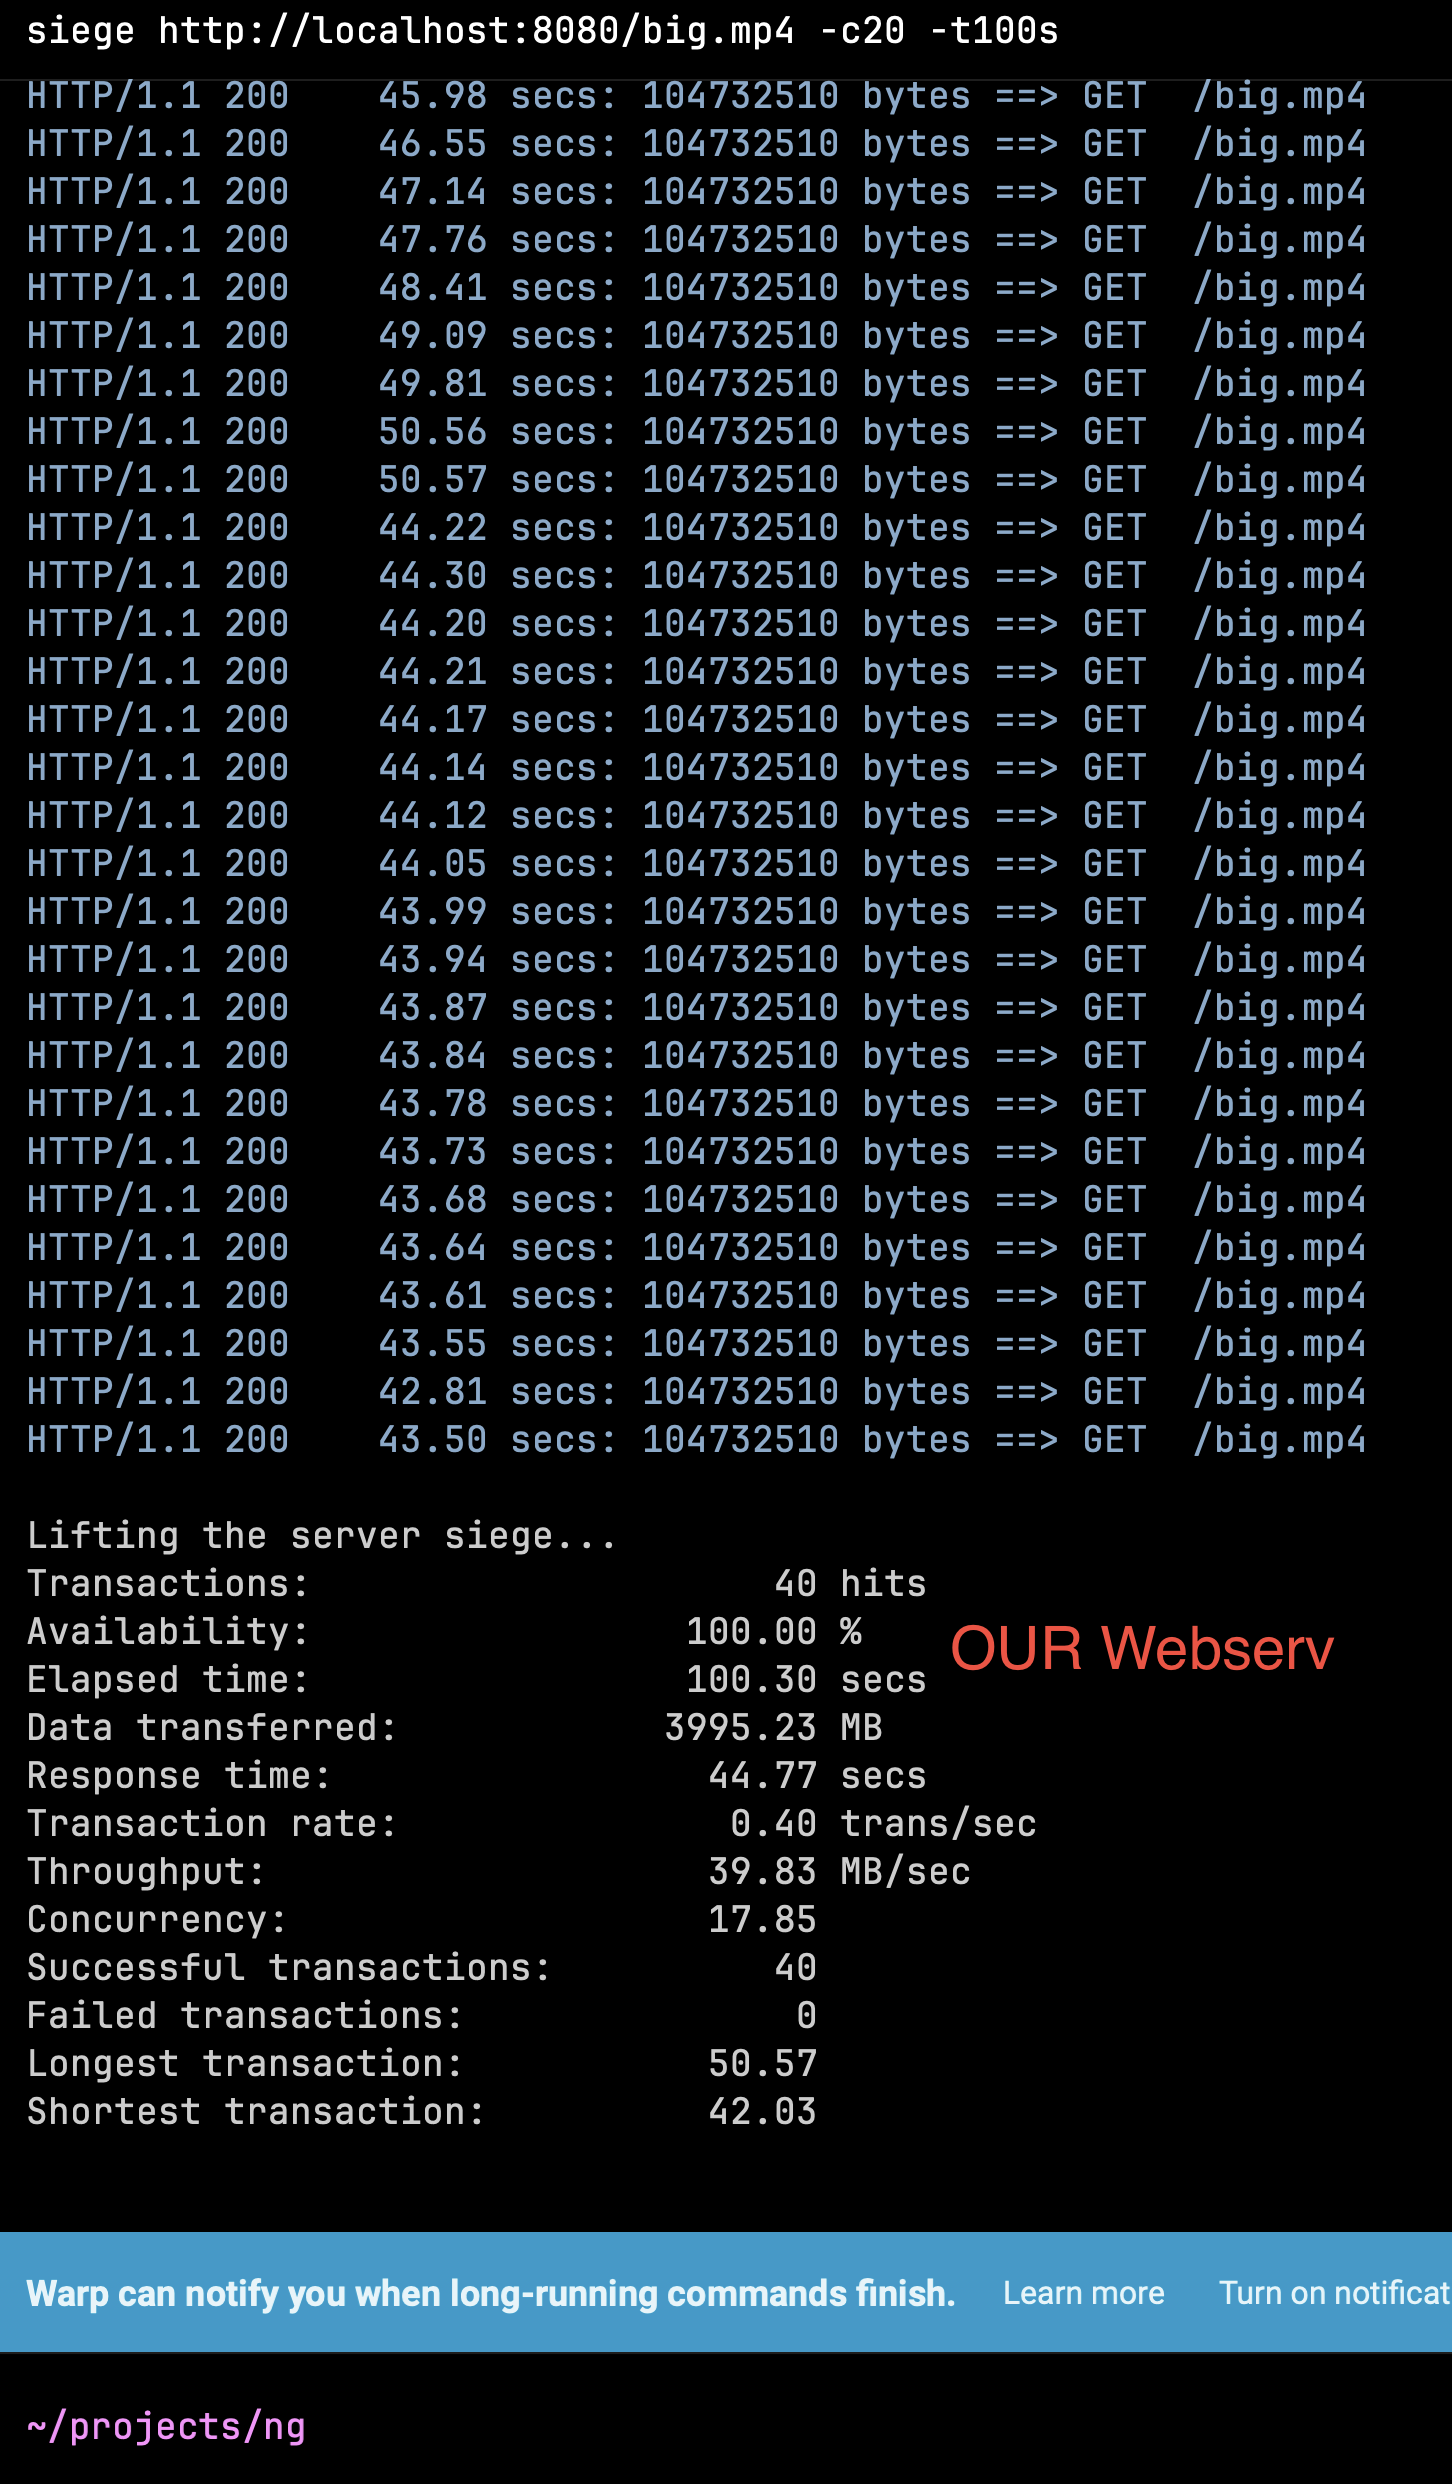 siege http://localhost:8080/big.mp4 -c20 -t100s
HTTP/1.1 200    45.98 secs: 104732510 bytes ==> GET  /big.mp4
HTTP/1.1 200    46.55 secs: 104732510 bytes ==> GET  /big.mp4
HTTP/1.1 200    47.14 secs: 104732510 bytes ==> GET  /big.mp4
HTTP/1.1 200    47.76 secs: 104732510 bytes ==> GET  /big.mp4
HTTP/1.1 200    48.41 secs: 104732510 bytes ==> GET  /big.mp4
HTTP/1.1 200    49.09 secs: 104732510 bytes ==> GET  /big.mp4
HTTP/1.1 200    49.81 secs: 104732510 bytes ==> GET  /big.mp4
HTTP/1.1 200    50.56 secs: 104732510 bytes ==> GET  /big.mp4
HTTP/1.1 200    50.57 secs: 104732510 bytes ==> GET  /big.mp4
HTTP/1.1 200    44.22 secs: 104732510 bytes ==> GET  /big.mp4
HTTP/1.1 200    44.30 secs: 104732510 bytes ==> GET  /big.mp4
HTTP/1.1 200    44.20 secs: 104732510 bytes ==> GET  /big.mp4
HTTP/1.1 200    44.21 secs: 104732510 bytes ==> GET  /big.mp4
HTTP/1.1 200    44.17 secs: 104732510 bytes ==> GET  /big.mp4
HTTP/1.1 200    44.14 secs: 104732510 bytes ==> GET  /big.mp4
HTTP/1.1 200    44.12 secs: 104732510 bytes ==> GET  /big.mp4
HTTP/1.1 200    44.05 secs: 104732510 bytes ==> GET  /big.mp4
HTTP/1.1 200    43.99 secs: 104732510 bytes ==> GET  /big.mp4
HTTP/1.1 200    43.94 secs: 104732510 bytes ==> GET  /big.mp4
HTTP/1.1 200    43.87 secs: 104732510 bytes ==> GET  /big.mp4
HTTP/1.1 200    43.84 secs: 104732510 bytes ==> GET  /big.mp4
HTTP/1.1 200    43.78 secs: 104732510 bytes ==> GET  /big.mp4
HTTP/1.1 200    43.73 secs: 104732510 bytes ==> GET  /big.mp4
HTTP/1.1 200    43.68 secs: 104732510 bytes ==> GET  /big.mp4
HTTP/1.1 200    43.64 secs: 104732510 bytes ==> GET  /big.mp4
HTTP/1.1 200    43.61 secs: 104732510 bytes ==> GET  /big.mp4
HTTP/1.1 200    43.55 secs: 104732510 bytes ==> GET  /big.mp4
HTTP/1.1 200    42.81 secs: 104732510 bytes ==> GET  /big.mp4
HTTP/1.1 200    43.50 secs: 104732510 bytes ==> GET  /big.mp4
Lifting the server siege...
Transactions: 40 hits
Availability: 100.00 %
OUR Webserv
Elapsed time: 100.30 secs
Data transferred: 3995.23 MB
Response time: 44.77 secs
Transaction rate: 0.40 trans/sec
Throughput: 39.83 MB/sec
Concurrency: 17.85
Successful transactions: 40
Failed transactions: 0
Longest transaction: 50.57
Shortest transaction: 42.03
Warp can notify you when long-running commands finish. Learn more Turn on notificat
~/projects/ng